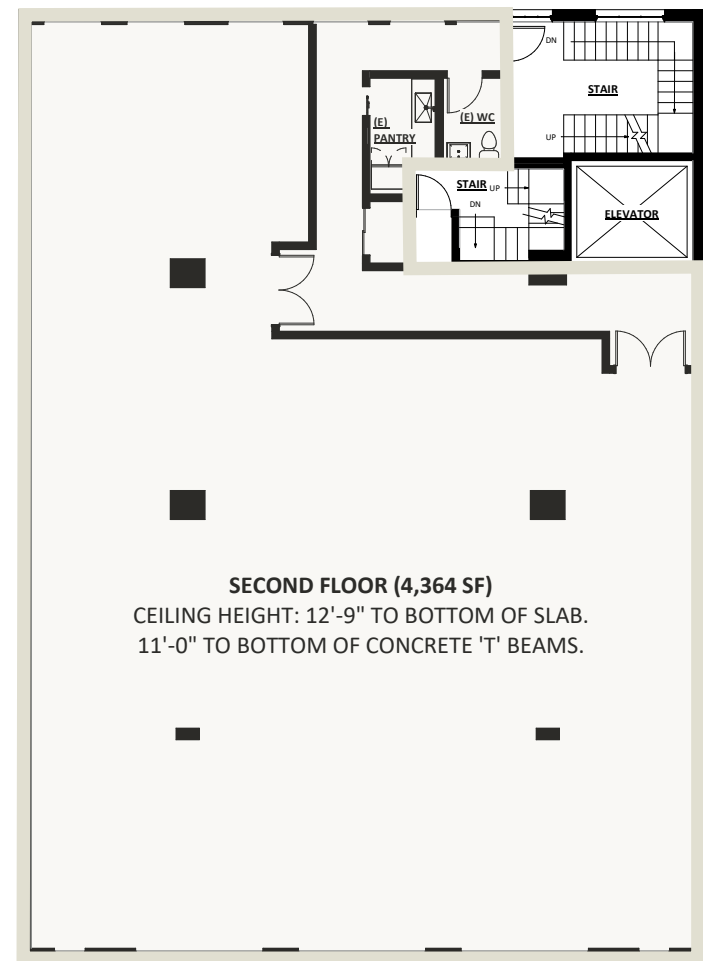 DN
STAIR
UP
(E) WC
(E)
PANTRY
STAIR
UP
DN
ELEVATOR
SECOND FLOOR (4,364 SF)
CEILING HEIGHT: 12'-9" TO BOTTOM OF SLAB.
11'-0" TO BOTTOM OF CONCRETE 'T' BEAMS.